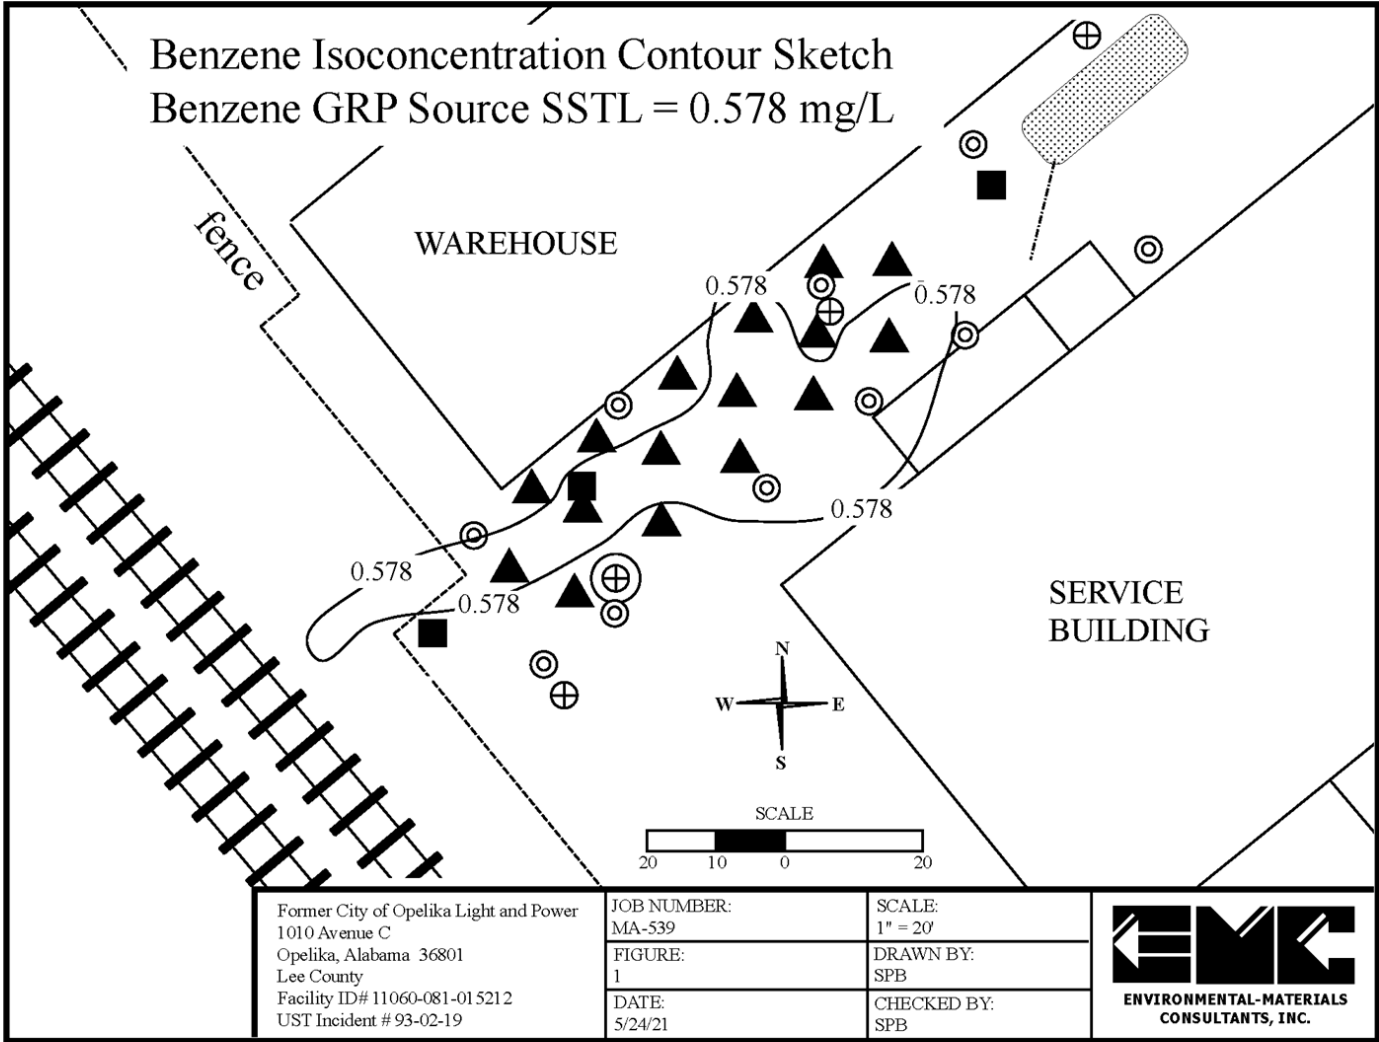 Benzene Isoconcentration Contour Sketch
Benzene GRP Source SSTL = 0.578 mg/L
fence
WAREHOUSE
0.578
0.578
0.578
0.578
0.578
SERVICE
BUILDING
N
W E
S
SCALE
20 10 0 20
Former City of Opelika Light and Power
1010 Avenue C
Opelika, Alabama 36801
Lee County
Facility ID# 11060-081-015212
UST Incident # 93-02-19
JOB NUMBER:
MA-539
FIGURE:
1
DATE:
5/24/21
SCALE:
1" = 20'
DRAWN BY:
SPB
CHECKED BY:
SPB
EMC
ENVIRONMENTAL-MATERIALS
CONSULTANTS, INC.